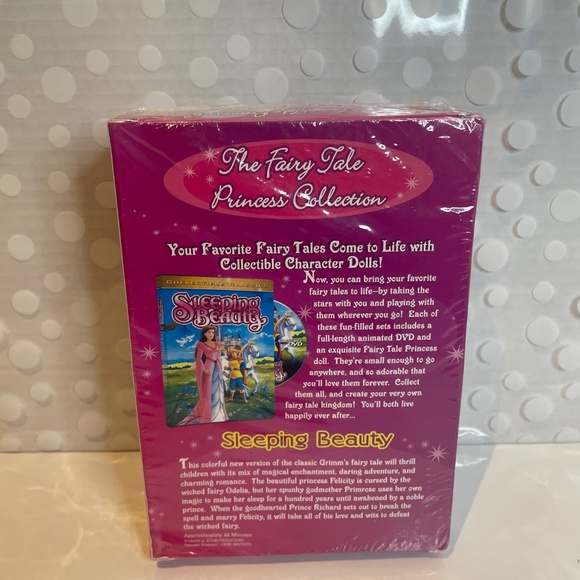 The Fairy Tale
Princess Collection
Your Favorite Fairy Tales Come to Life with
Collectible Character Dolls!
Now, you can bring your favorite
fairy tales to life—by taking the
stars with you and playing with
them wherever you go! Each of
these fun-filled sets includes a
full-length animated DVD and
an exquisite Fairy Tale Princess
doll. They're small enough to go
anywhere, and so adorable that
you'll love them forever. Collect
them all, and create your very own
fairy tale kingdom! You'll both live
happily ever after...
Sleeping
Beauty
DVD
Sleeping Beauty
This colorful new version of the classic Grimm's fairy tale will thrill
children with its mix of magical enchantment, daring adventure, and
charming romance. The beautiful princess Felicity is cursed by the
wicked fairy Odelia, but her spunky godmother Primrose uses her own
magic to make her sleep for a hundred years until awakened by a noble
prince. When the goodhearted Prince Richard sets out to break the
spell and marry Felicity, it will take all of his love and wits to defeat
the wicked fairy.
Approximately 48 Minutes